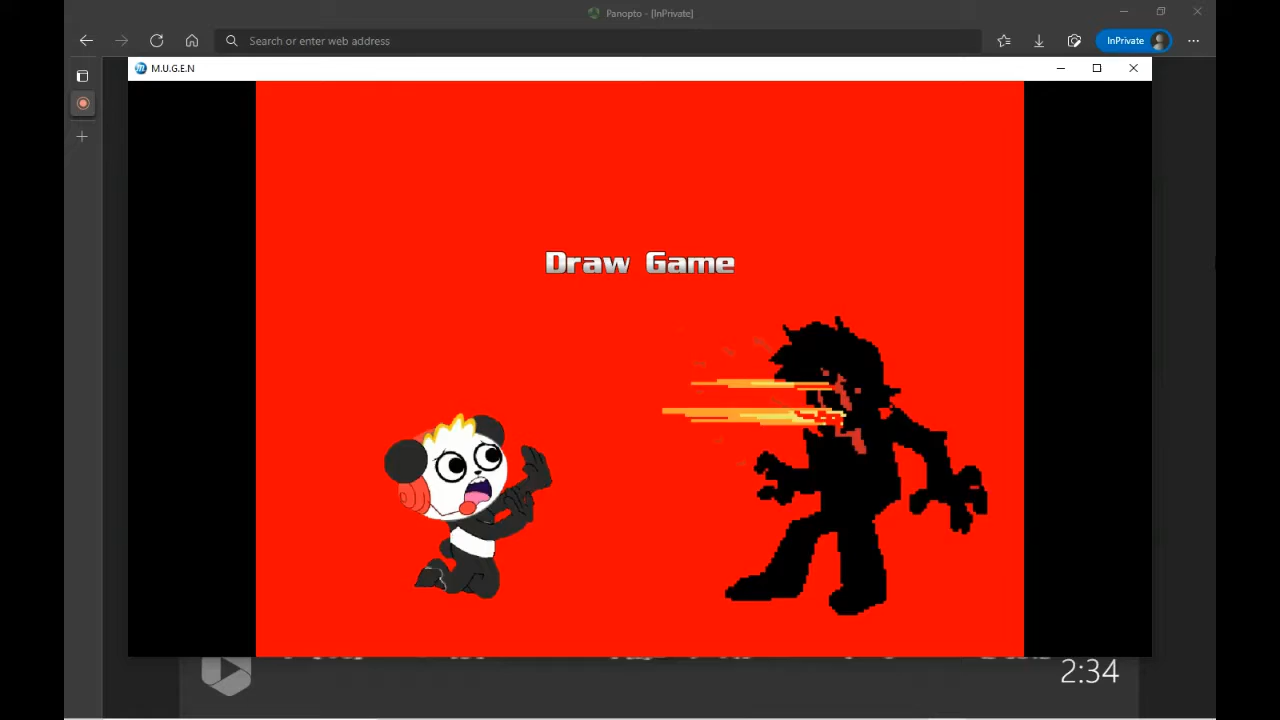 Panopto - [InPrivate]
Search or enter web address
InPrivate
M.U.G.E.N
Draw Game
2:34